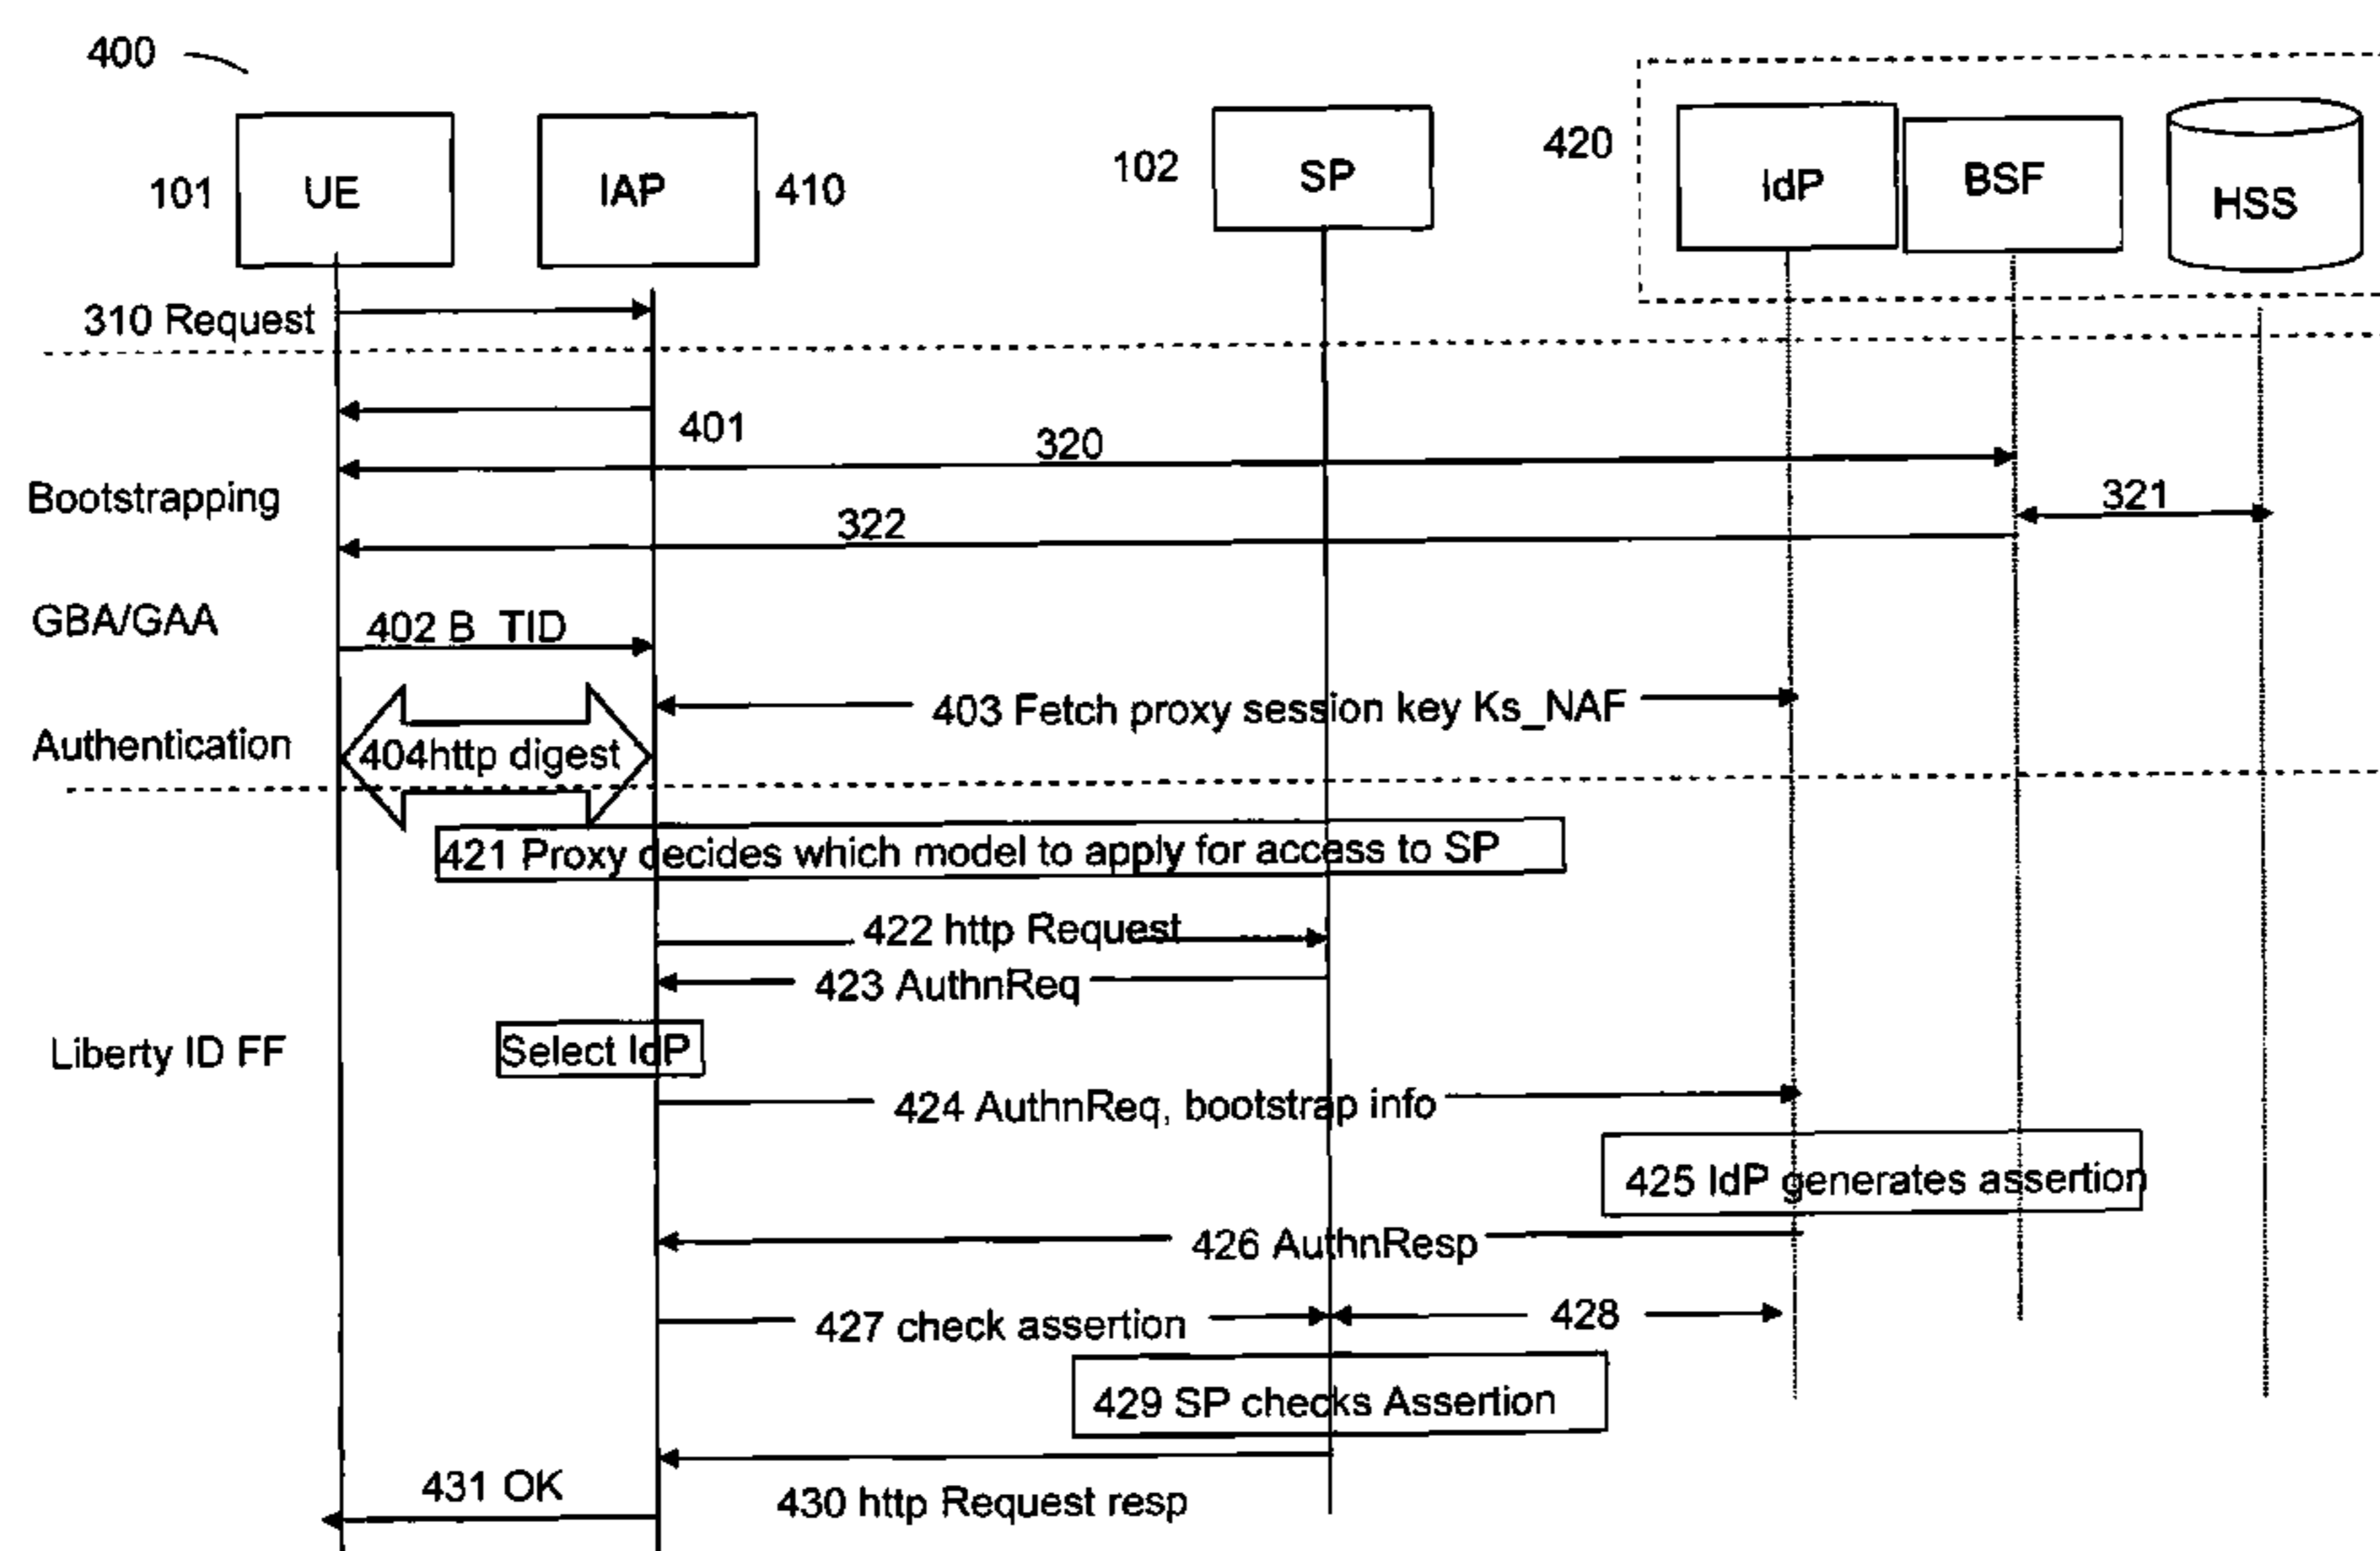 400
101
UE
IAP
410
102
SP
420
IdP
BSF
HSS
310 Request
401
320
Bootstrapping
321
322
GBA/GAA
402 B_TID
403 Fetch proxy session key Ks_NAF
Authentication
404http digest
421 Proxy decides which model to apply for access to SP
422 http Request
423 AuthnReq
Liberty ID FF
Select IdP
424 AuthnReq, bootstrap info
425 IdP generates assertion
426 AuthnResp
427 check assertion
428
429 SP checks Assertion
431 OK
430 http Request resp